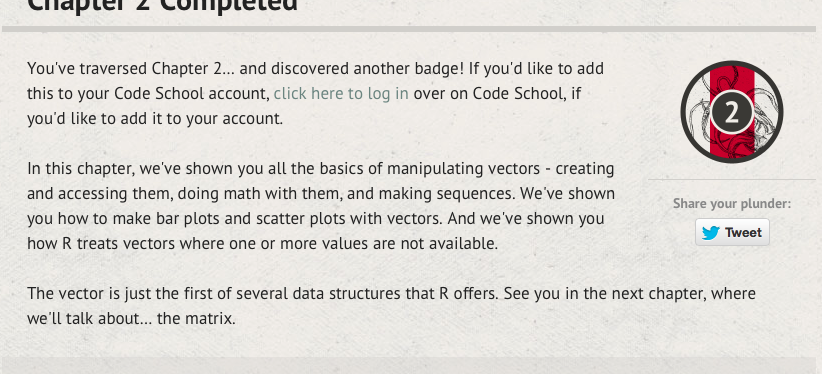 Chapter 2 Completed
You've traversed Chapter 2... and discovered another badge! If you'd like to add
this to your Code School account, click here to log in over on Code School, if
you'd like to add it to your account.
2
In this chapter, we've shown you all the basics of manipulating vectors - creating
and accessing them, doing math with them, and making sequences. We've shown
you how to make bar plots and scatter plots with vectors. And we've shown you
how R treats vectors where one or more values are not available.
Share your plunder:
Tweet
The vector is just the first of several data structures that R offers. See you in the next chapter, where
we'll talk about... the matrix.